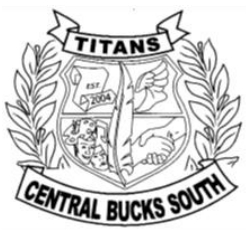 TITANS
EST.
2004
CENTRAL BUCKS SOUTH